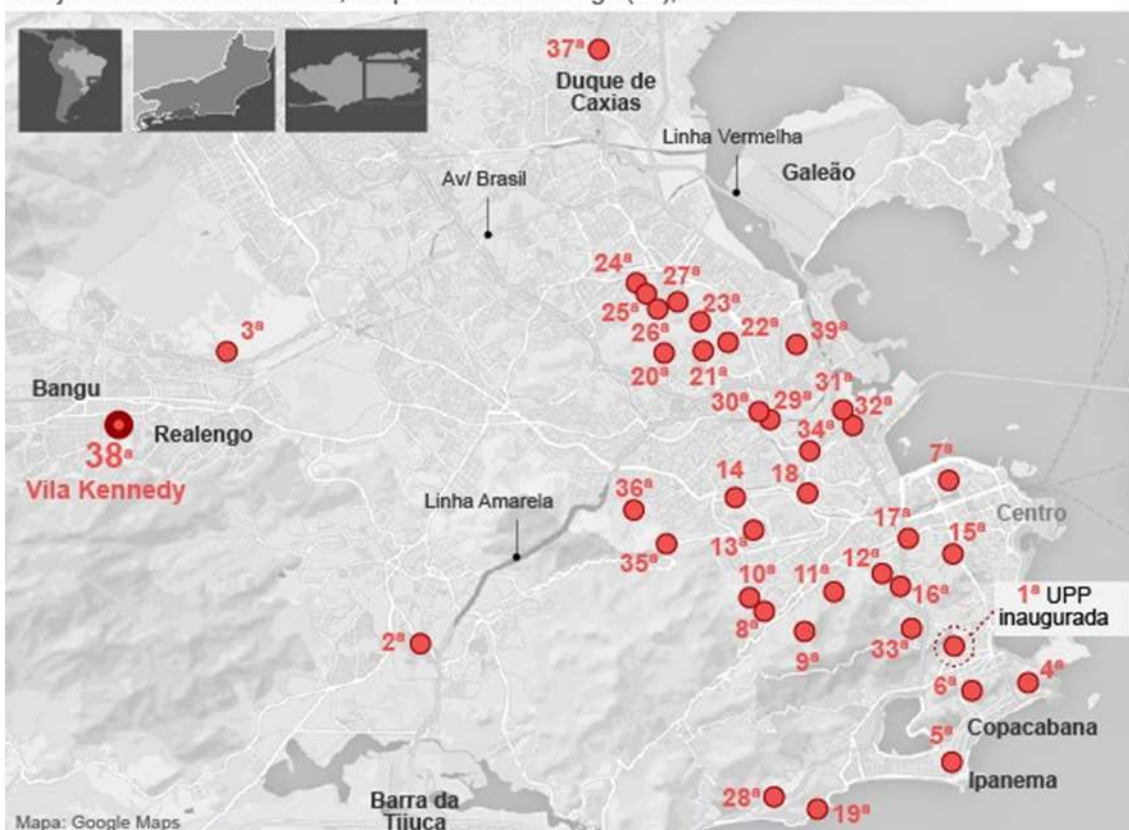 37ª
Duque de
Caxias
Linha Vermelha
Galeão
Av/ Brasil
24ª
27ª
25ª
23ª
26ª
22ª
39ª
3ª
20ª
21ª
Bangu
31ª
30ª
29ª
32ª
Realengo
34ª
38ª
Vila Kennedy
7ª
14
18
Linha Amarela
36ª
Centro
17ª
15ª
13ª
35ª
12ª
10ª
11ª
16ª
1ª UPP
inaugurada
8ª
9ª
33ª
2ª
4ª
6ª
Copacabana
5ª
Ipanema
28ª
19ª
Barra da
Tijuca
Mapa: Google Maps